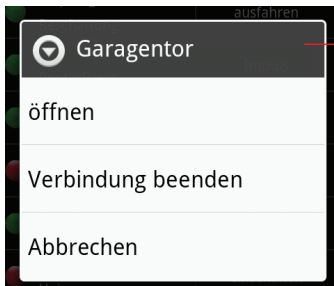 ausfahren
Garagentor
öffnen
Verbindung beenden
Abbrechen